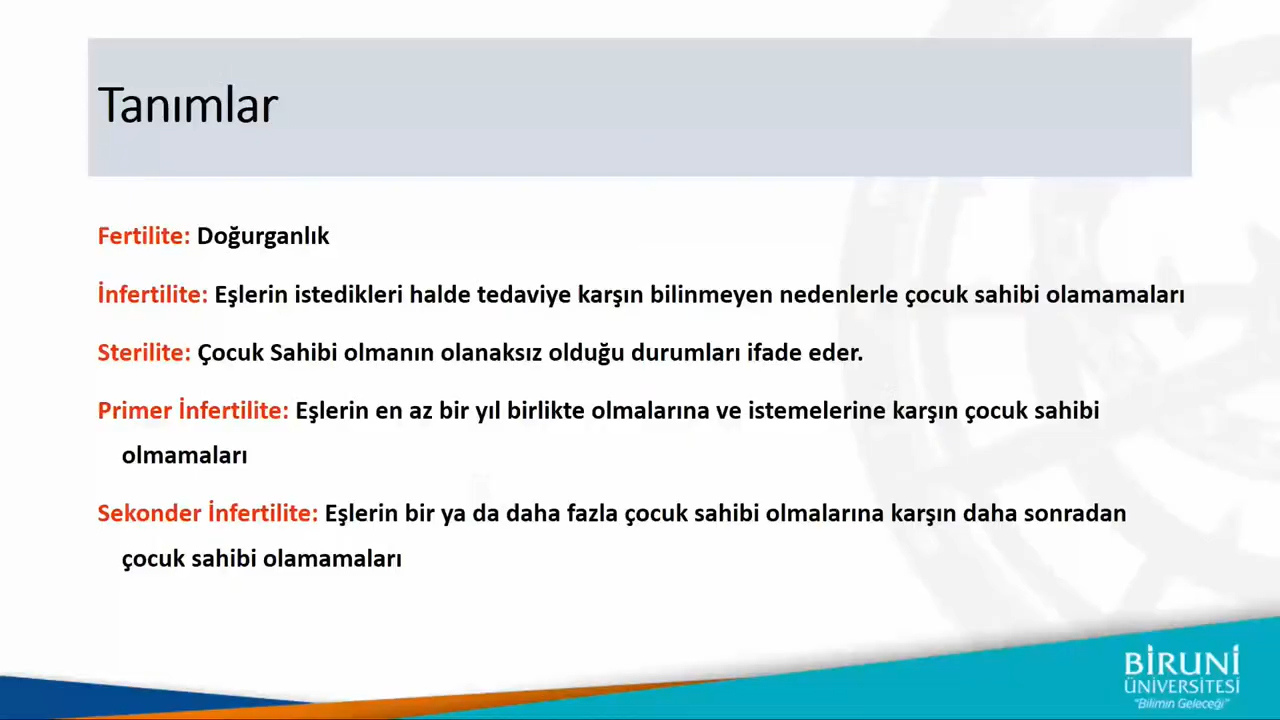 Tanımlar
Fertilite: Doğurganlık
İnfertilite: Eşlerin istedikleri halde tedaviye karşın bilinmeyen nedenlerle çocuk sahibi olamamaları
Sterilite: Çocuk Sahibi olmanın olanaksız olduğu durumları ifade eder.
Primer İnfertilite: Eşlerin en az bir yıl birlikte olmalarına ve istemelerine karşın çocuk sahibi
olmamaları
Sekonder İnfertilite: Eşlerin bir ya da daha fazla çocuk sahibi olmalarına karşın daha sonradan
çocuk sahibi olamamaları
BİRUNİ
ÜNİVERSİTESİ
"Bilimin Geleceği"